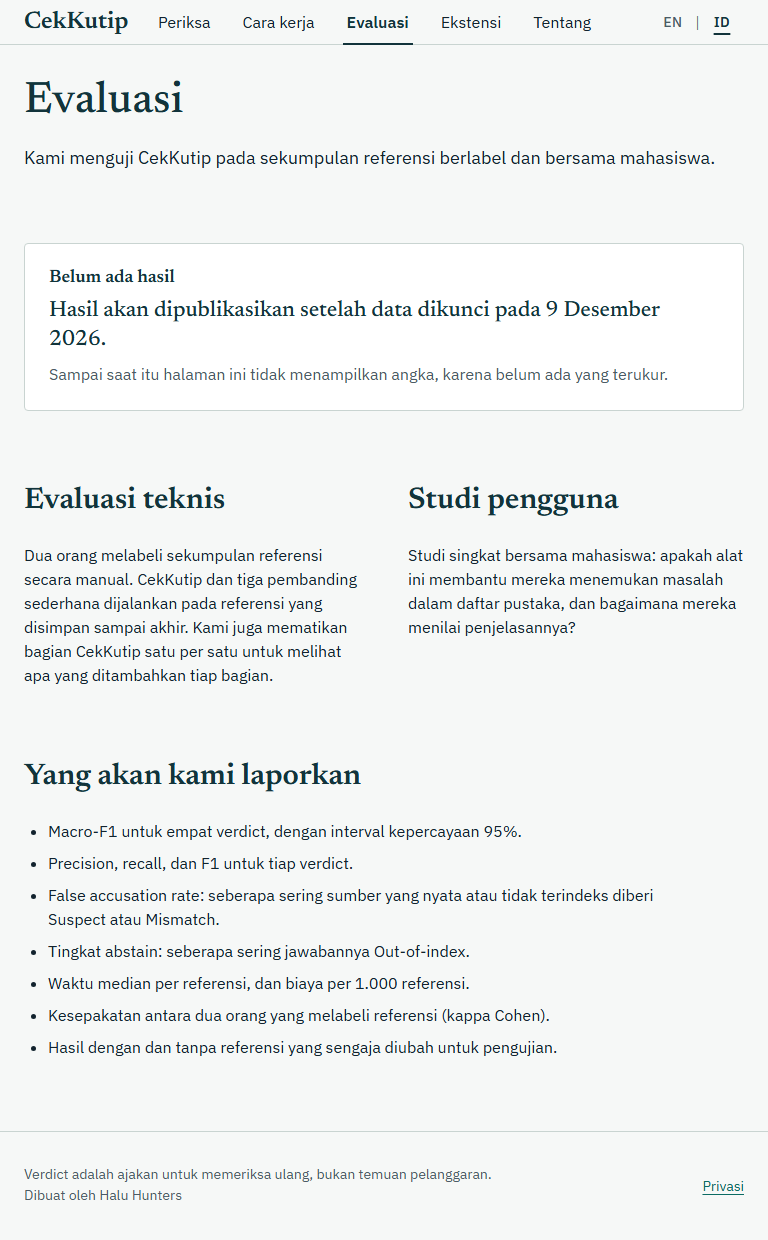 CekKutip Periksa Cara kerja Evaluasi Ekstensi Tentang EN | ID
Evaluasi
Kami menguji CekKutip pada sekumpulan referensi berlabel dan bersama mahasiswa.
Belum ada hasil
Hasil akan dipublikasikan setelah data dikunci pada 9 Desember
2026.
Sampai saat itu halaman ini tidak menampilkan angka, karena belum ada yang terukur.
Evaluasi teknis
Dua orang melabeli sekumpulan referensi
secara manual. CekKutip dan tiga pembanding
sederhana dijalankan pada referensi yang
disimpan sampai akhir. Kami juga mematikan
bagian CekKutip satu per satu untuk melihat
apa yang ditambahkan tiap bagian.
Studi pengguna
Studi singkat bersama mahasiswa: apakah alat
ini membantu mereka menemukan masalah
dalam daftar pustaka, dan bagaimana mereka
menilai penjelasannya?
Yang akan kami laporkan
• Macro-F1 untuk empat verdict, dengan interval kepercayaan 95%.
• Precision, recall, dan F1 untuk tiap verdict.
• False accusation rate: seberapa sering sumber yang nyata atau tidak terindeks diberi
Suspect atau Mismatch.
• Tingkat abstain: seberapa sering jawabannya Out-of-index.
• Waktu median per referensi, dan biaya per 1.000 referensi.
• Kesepakatan antara dua orang yang melabeli referensi (kappa Cohen).
• Hasil dengan dan tanpa referensi yang sengaja diubah untuk pengujian.
Verdict adalah ajakan untuk memeriksa ulang, bukan temuan pelanggaran.
Dibuat oleh Halu Hunters
Privasi